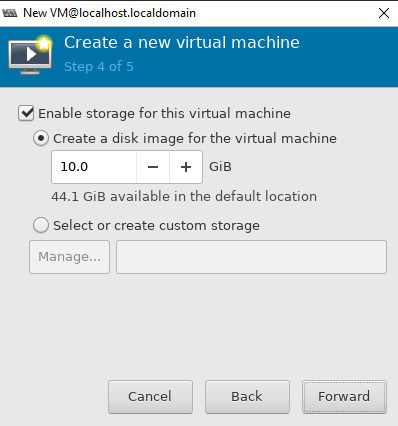 New VM@localhost.localdomain
Create a new virtual machine
Step 4 of 5
Enable storage for this virtual machine
Create a disk image for the virtual machine
10.0 − + GiB
44.1 GiB available in the default location
Select or create custom storage
Manage...
Cancel Back Forward